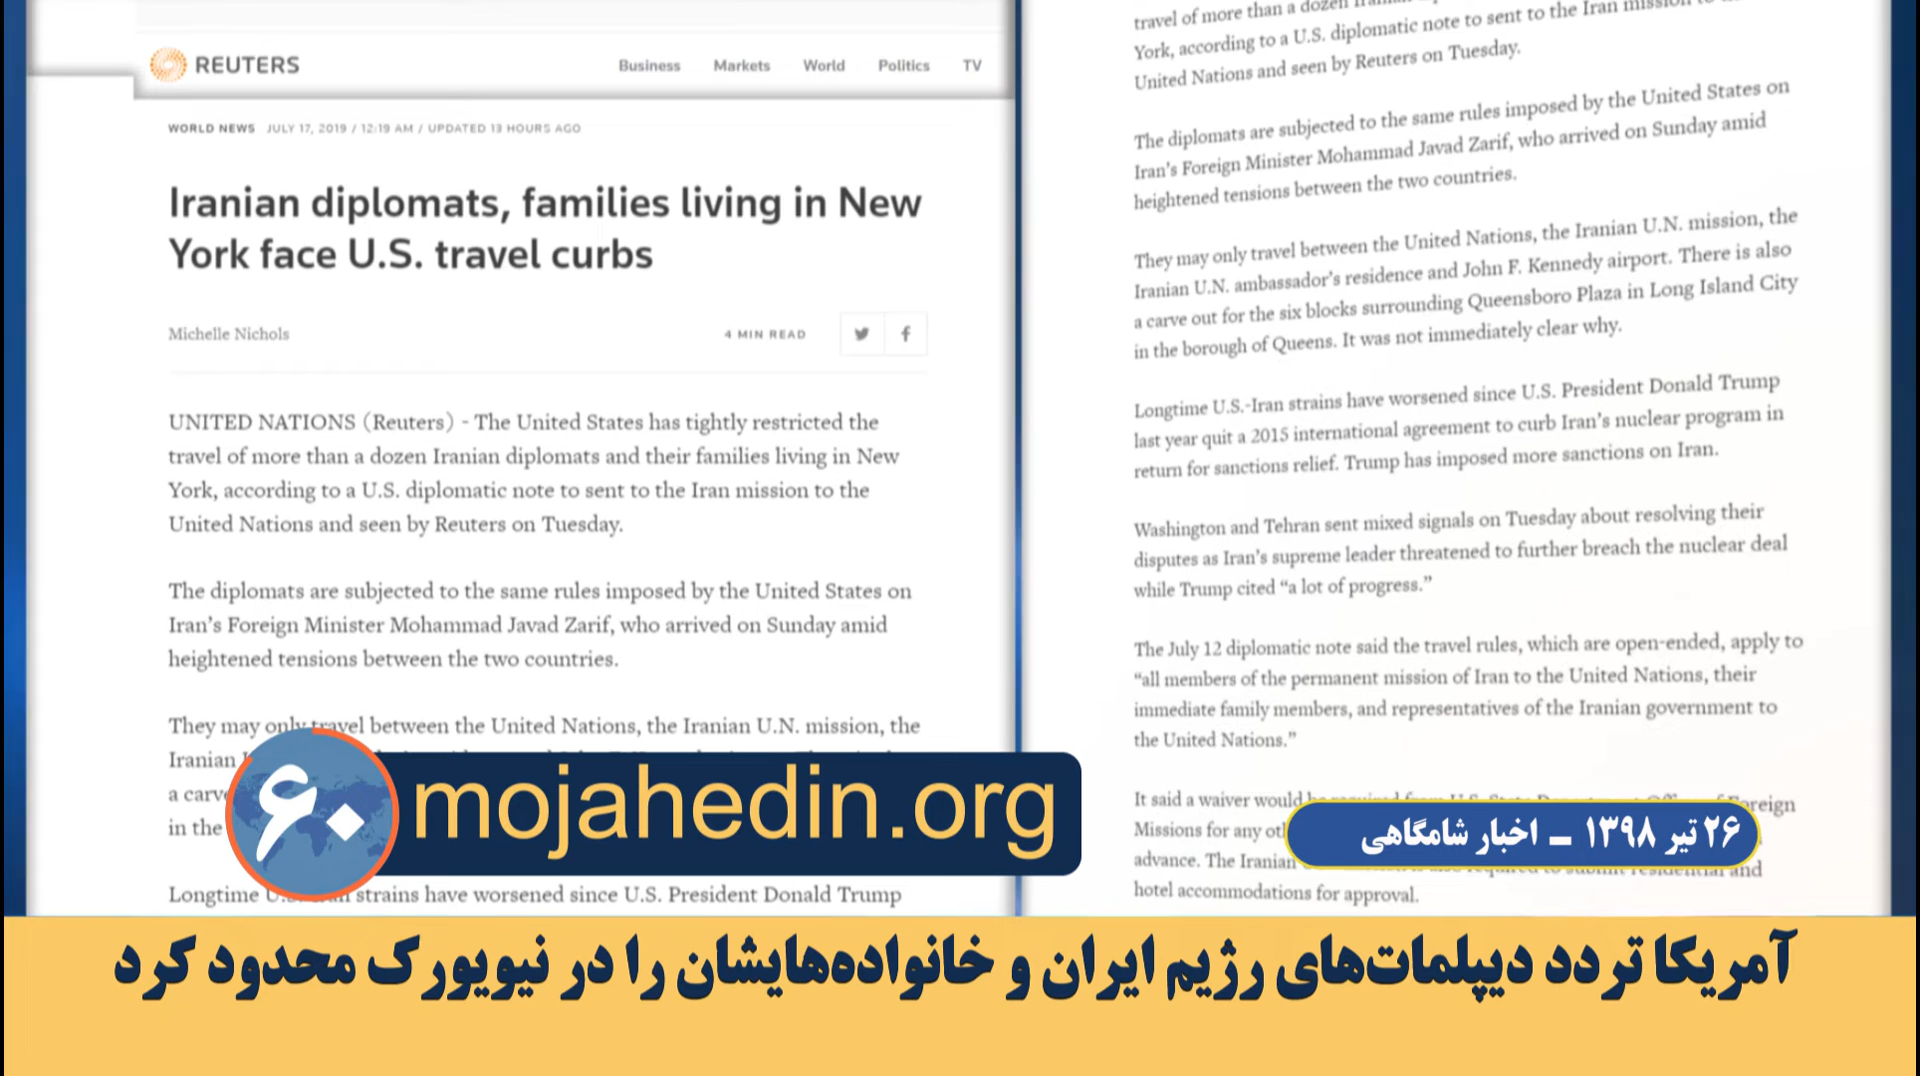 REUTERS
Business Markets World Politics TV
WORLD NEWS JULY 17, 2019 / 12:19 AM / UPDATED 13 HOURS AGO
Iranian diplomats, families living in New
York face U.S. travel curbs
Michelle Nichols
4 MIN READ
UNITED NATIONS (Reuters) - The United States has tightly restricted the
travel of more than a dozen Iranian diplomats and their families living in New
York, according to a U.S. diplomatic note to sent to the Iran mission to the
United Nations and seen by Reuters on Tuesday.
The diplomats are subjected to the same rules imposed by the United States on
Iran's Foreign Minister Mohammad Javad Zarif, who arrived on Sunday amid
heightened tensions between the two countries.
They may only travel between the United Nations, the Iranian U.N. mission, the
Iranian
a carve
in the
Longtime strains have worsened since U.S. President Donald Trump
travel of more than a dozen
York, according to a U.S. diplomatic note to sent to the Iran mission
United Nations and seen by Reuters on Tuesday.
The diplomats are subjected to the same rules imposed by the United States on
Iran's Foreign Minister Mohammad Javad Zarif, who arrived on Sunday amid
heightened tensions between the two countries.
They may only travel between the United Nations, the Iranian U.N. mission, the
Iranian U.N. ambassador's residence and John F. Kennedy airport. There is also
a carve out for the six blocks surrounding Queensboro Plaza in Long Island City
in the borough of Queens. It was not immediately clear why.
Longtime U.S.-Iran strains have worsened since U.S. President Donald Trump
last year quit a 2015 international agreement to curb Iran's nuclear program in
return for sanctions relief. Trump has imposed more sanctions on Iran.
Washington and Tehran sent mixed signals on Tuesday about resolving their
disputes as Iran's supreme leader threatened to further breach the nuclear deal
while Trump cited “a lot of progress.”
The July 12 diplomatic note said the travel rules, which are open-ended, apply to
“all members of the permanent mission of Iran to the United Nations, their
immediate family members, and representatives of the Iranian government to
the United Nations.”
It said a waiver would Foreign
Missions for any
advance. The Iranian and
hotel accommodations for approval.
۶۰
mojahedin.org
۲۶ تیر ۱۳۹۸ ـ اخبار شامگاهی
آمریکا تردد دیپلمات‌های رژیم ایران و خانواده‌هایشان را در نیویورک محدود کرد